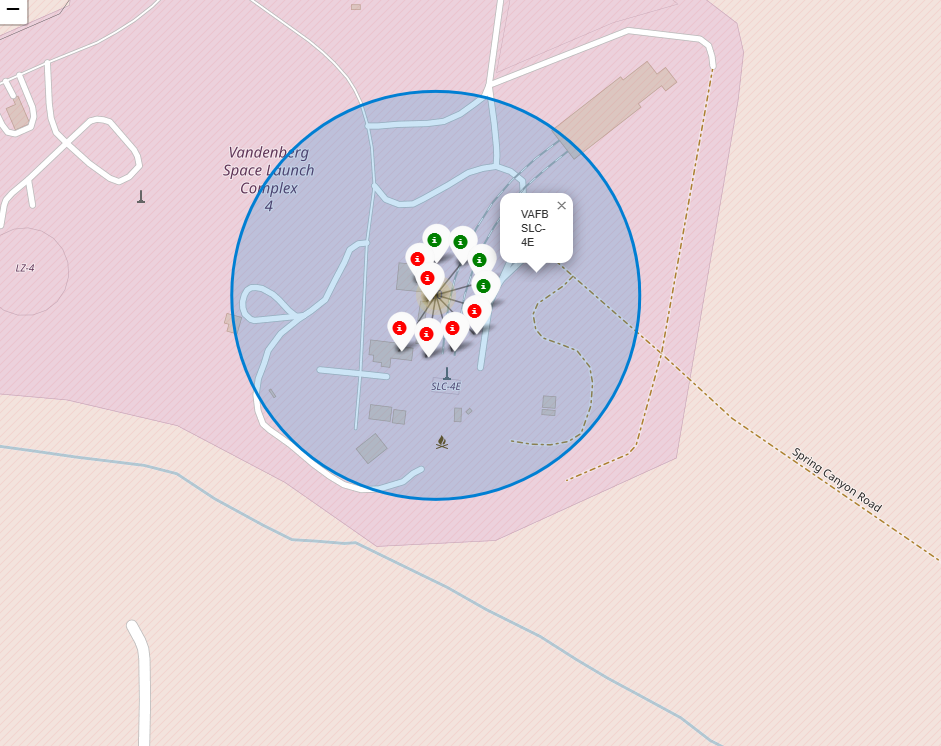 −
Vandenberg
Space Launch
Complex
4
VAFB
SLC-
4E
×
LZ-4
SLC-4E
Spring Canyon Road